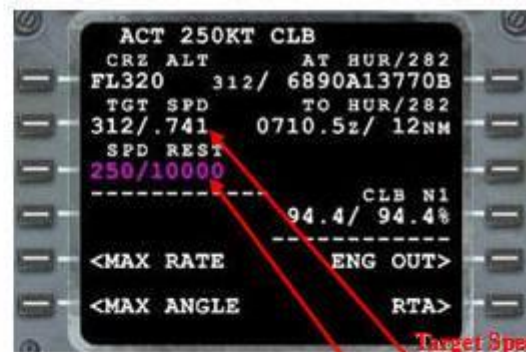 ACT 250KT CLB
CRZ ALT AT HUR/282
FL320 312/ 6890A13770B
TGT SPD TO HUR/282
312/.741 0710.5z/ 12NM
SPD REST
250/10000
------------ CLB N1
94.4/ 94.4%
------------
<MAX RATE ENG OUT>
<MAX ANGLE RTA>
Target Spe